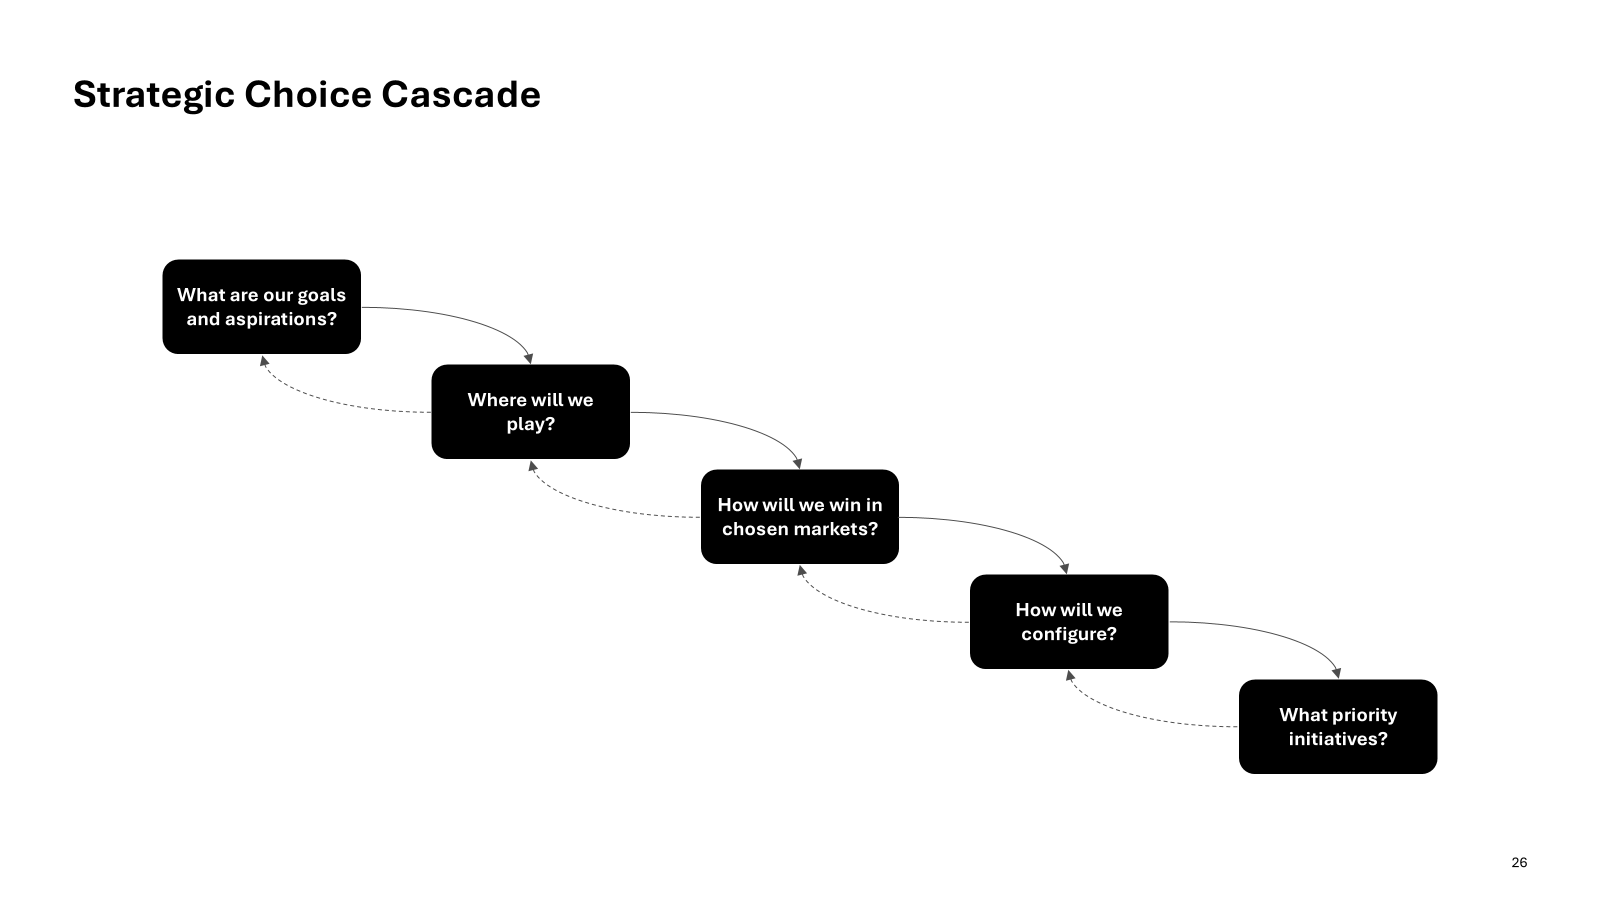 Strategic Choice Cascade
What are our goals
and aspirations?
Where will we
play?
How will we win in
chosen markets?
How will we
configure?
What priority
initiatives?
26